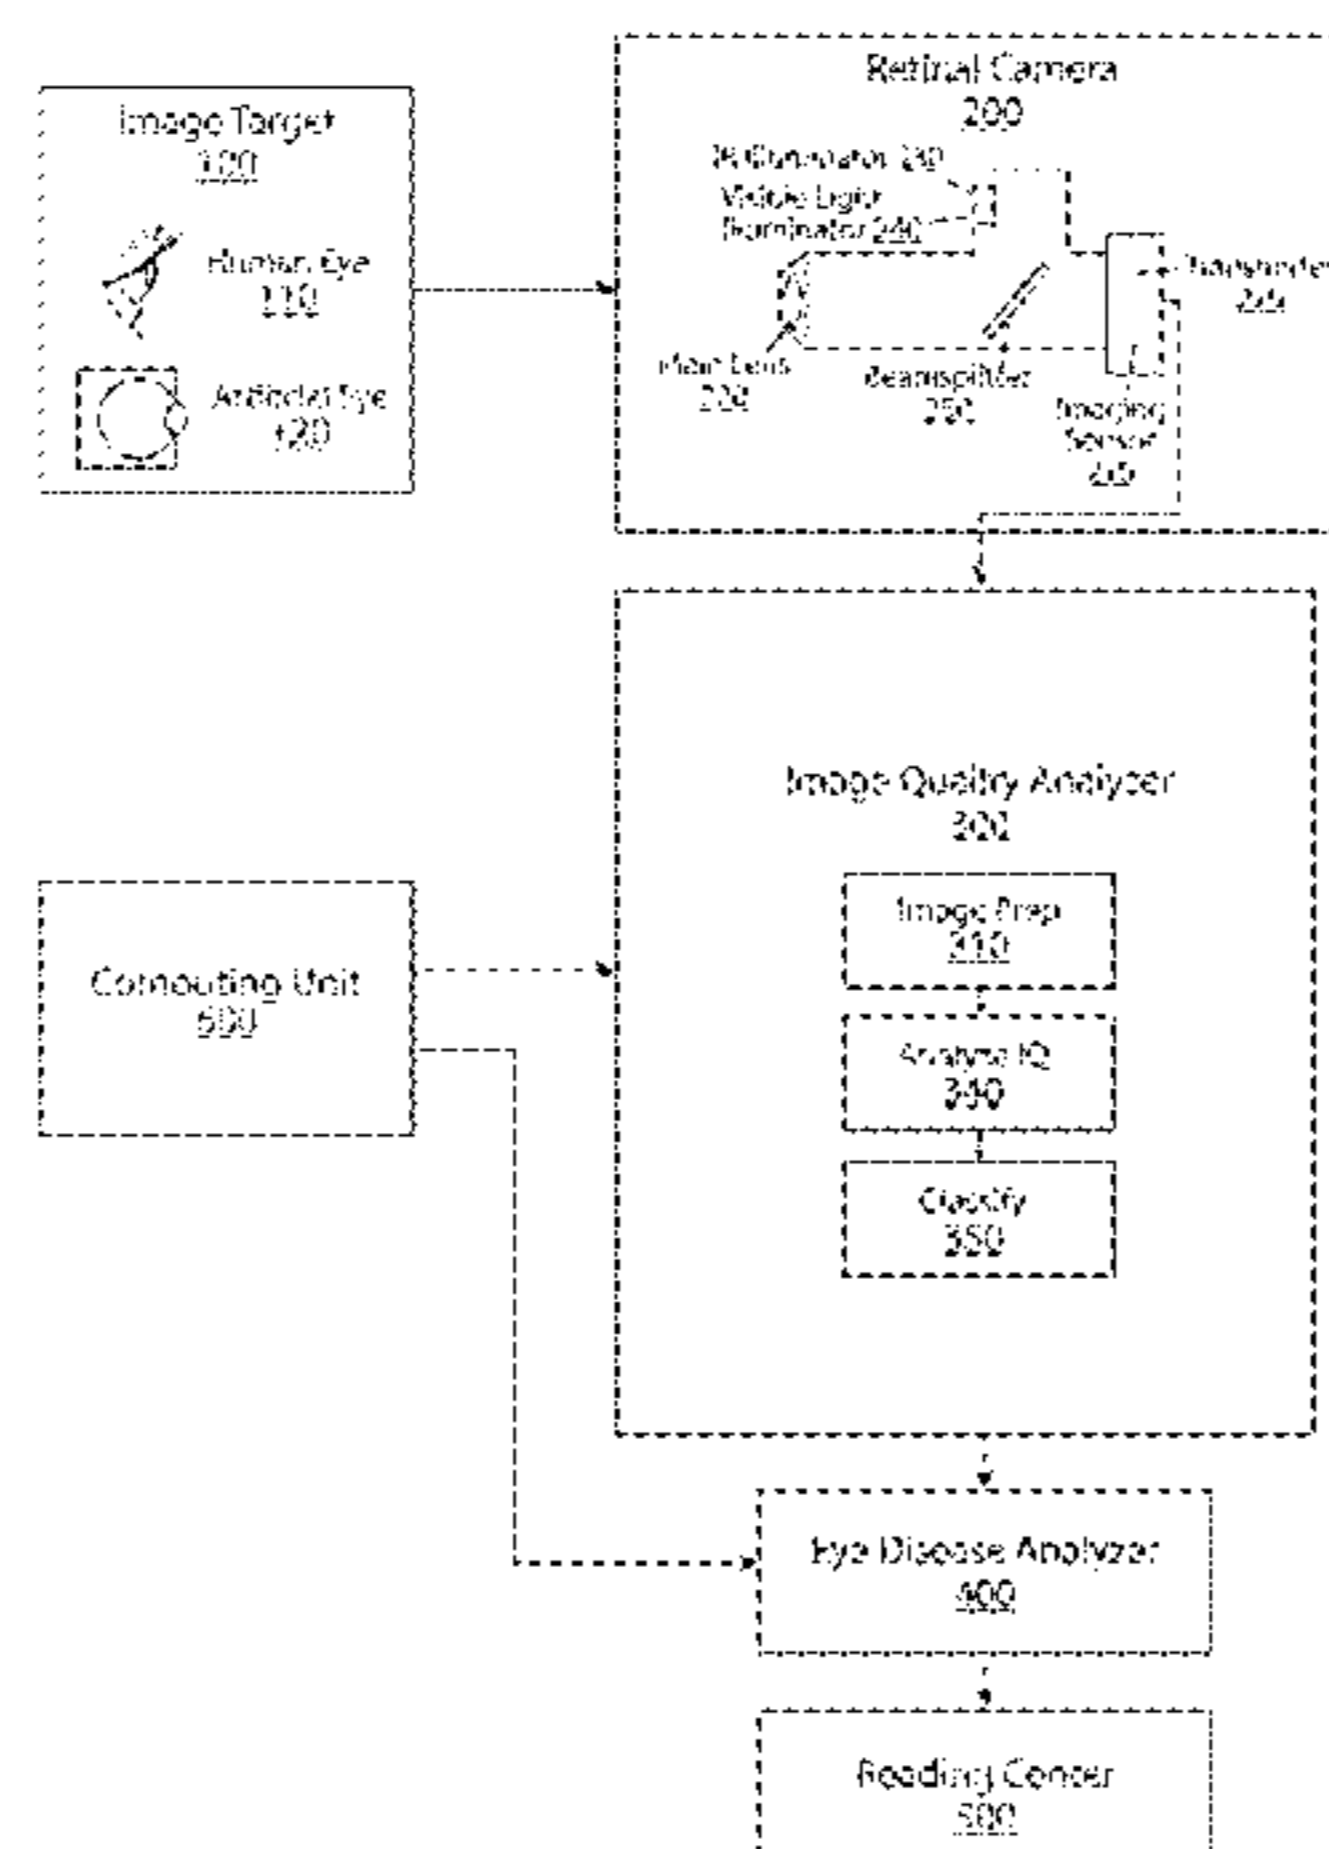 Image Target
100
Human Eye
110
Artificial Eye
120
Retinal Camera
200
IR Illuminator 230
Visible Light
Illuminator 240
Main Lens
Beamsplitter
250
Transmitter
Imaging
Sensor
Image Quality Analyzer
300
Image Prep
310
Analyze IQ
340
Classify
350
Computing Unit
Eye Disease Analyzer
400
Reading Center
500